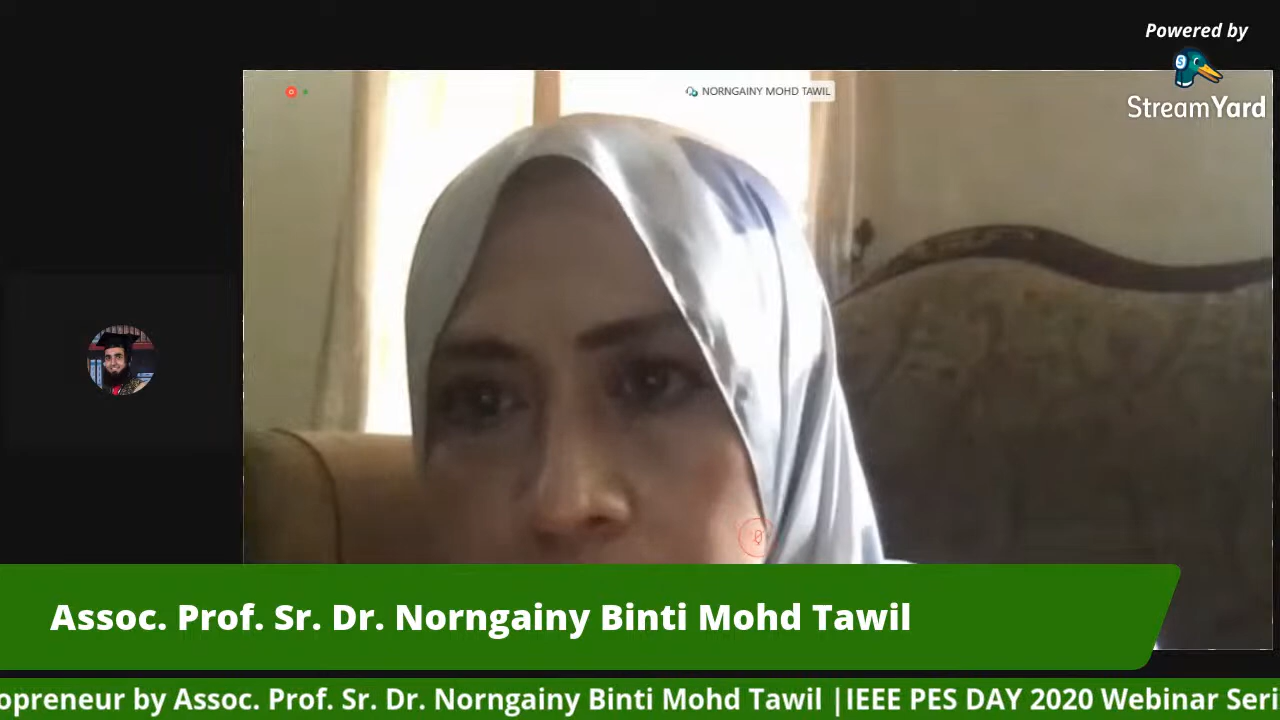 Powered by
StreamYard
NORNGAINY MOHD TAWIL
Assoc. Prof. Sr. Dr. Norngainy Binti Mohd Tawil
opreneur by Assoc. Prof. Sr. Dr. Norngainy Binti Mohd Tawil |IEEE PES DAY 2020 Webinar Seri